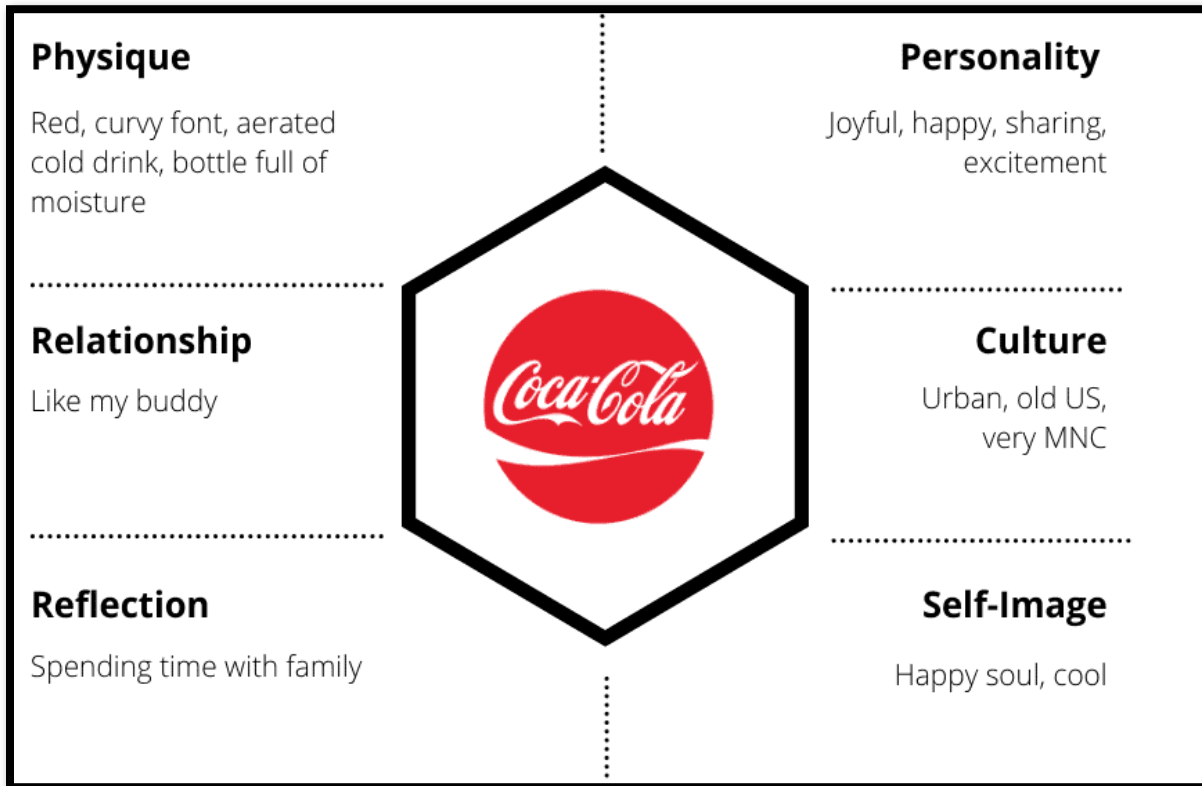 Physique
Red, curvy font, aerated
cold drink, bottle full of
moisture
Personality
Joyful, happy, sharing,
excitement
Relationship
Like my buddy
Coca-Cola
Culture
Urban, old US,
very MNC
Reflection
Spending time with family
Self-Image
Happy soul, cool